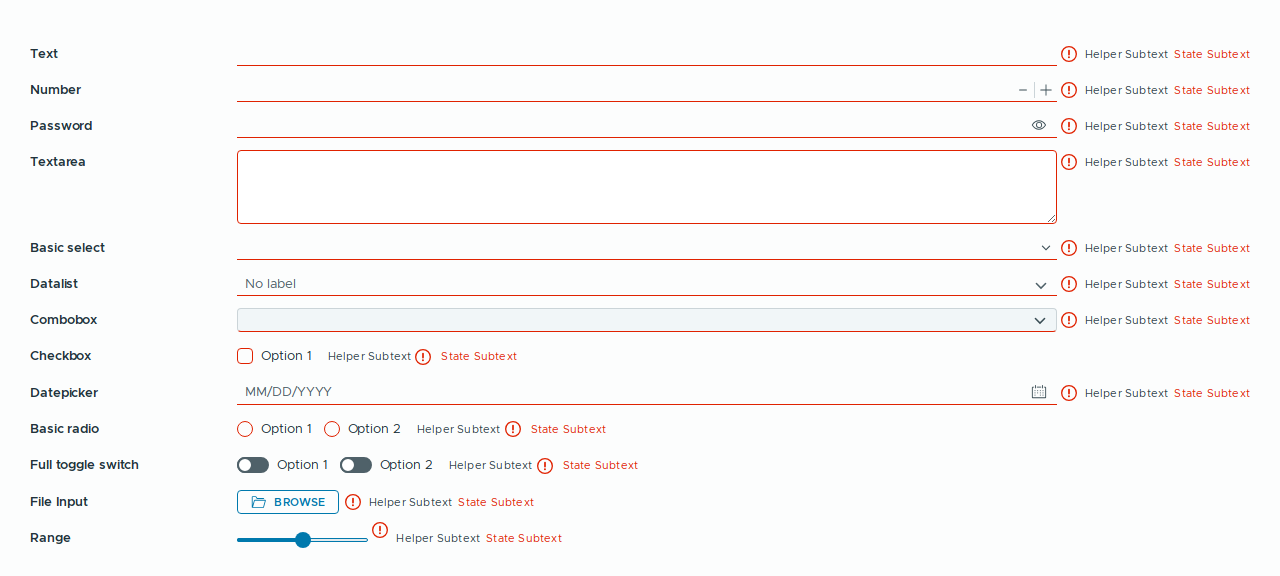 Text Helper Subtext State Subtext
Number Helper Subtext State Subtext
Password Helper Subtext State Subtext
Textarea Helper Subtext State Subtext
Basic select Helper Subtext State Subtext
Datalist No label Helper Subtext State Subtext
Combobox Helper Subtext State Subtext
Checkbox Option 1 Helper Subtext State Subtext
Datepicker MM/DD/YYYY Helper Subtext State Subtext
Basic radio Option 1 Option 2 Helper Subtext State Subtext
Full toggle switch Option 1 Option 2 Helper Subtext State Subtext
File Input BROWSE Helper Subtext State Subtext
Range Helper Subtext State Subtext